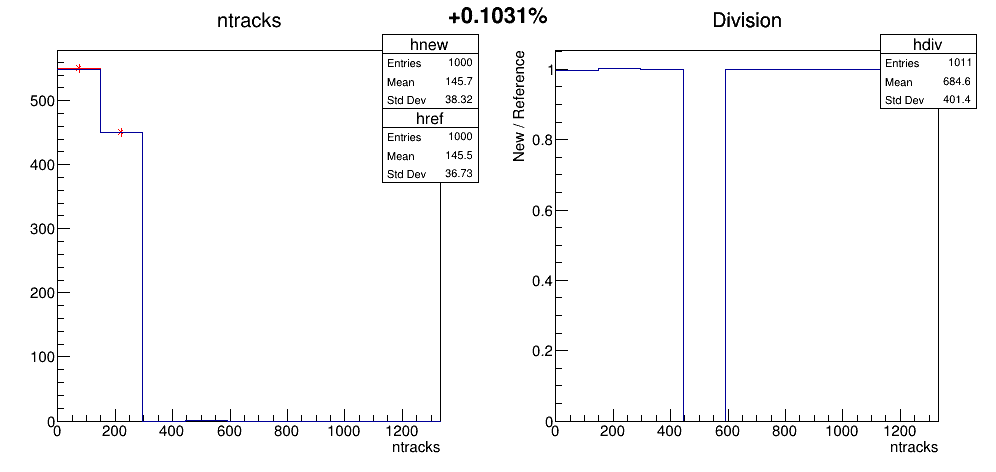 +0.1031%
ntracks
hnew
Entries 1000
Mean 145.7
Std Dev 38.32
href
Entries 1000
Mean 145.5
Std Dev 36.73
500
400
300
200
100
0
0 200 400 600 800 1000 1200
ntracks
Division
hdiv
Entries 1011
Mean 684.6
Std Dev 401.4
New / Reference
1
0.8
0.6
0.4
0.2
0
0 200 400 600 800 1000 1200
ntracks